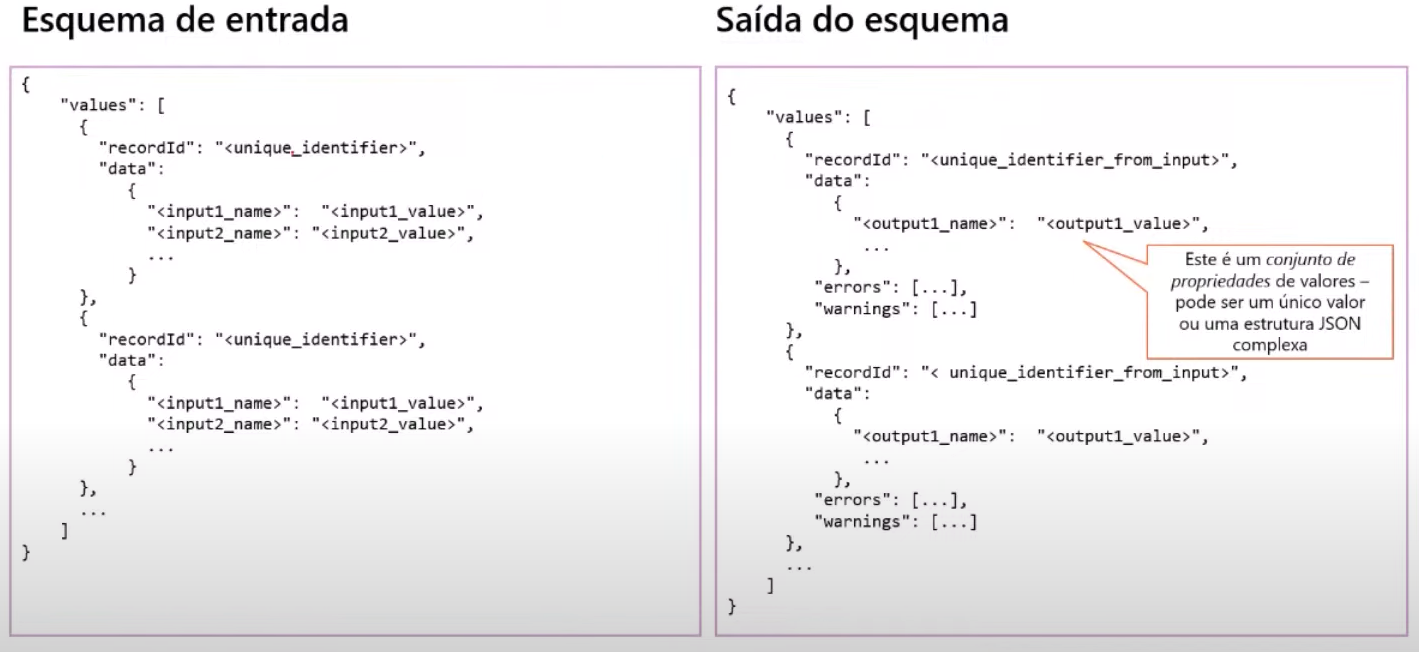 Esquema de entrada
{
"values": [
{
"recordId": "<unique_identifier>",
"data":
{
"<input1_name>":  "<input1_value>",
"<input2_name>": "<input2_value>",
...
}
},
{
"recordId": "<unique_identifier>",
"data":
{
"<input1_name>":  "<input1_value>",
"<input2_name>": "<input2_value>",
...
}
},
...
]
}
Saída do esquema
{
"values": [
{
"recordId": "<unique_identifier_from_input>",
"data":
{
"<output1_name>":  "<output1_value>",
...
},
"errors": [...],
"warnings": [...]
},
{
"recordId": "< unique_identifier_from_input>",
"data":
{
"<output1_name>":  "<output1_value>",
...
},
"errors": [...],
"warnings": [...]
},
...
]
}
Este é um conjunto de
propriedades de valores –
pode ser um único valor
ou uma estrutura JSON
complexa